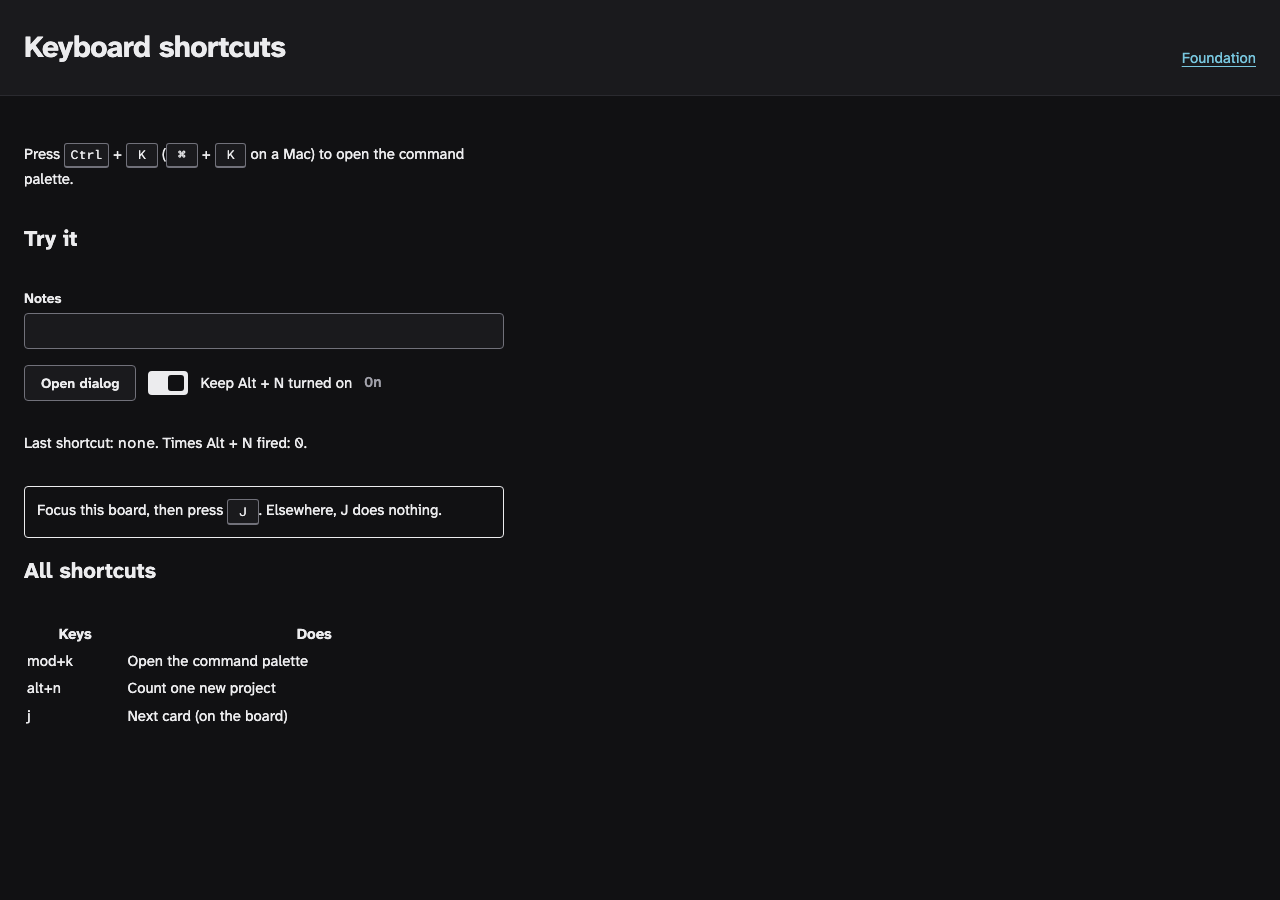 Keyboard shortcuts
Foundation
Press Ctrl + K (⌘ + K on a Mac) to open the command
palette.
Try it
Notes
Open dialog Keep Alt + N turned on On
Last shortcut: none. Times Alt + N fired: 0.
Focus this board, then press J. Elsewhere, J does nothing.
All shortcuts
Keys Does
mod+k Open the command palette
alt+n Count one new project
j Next card (on the board)